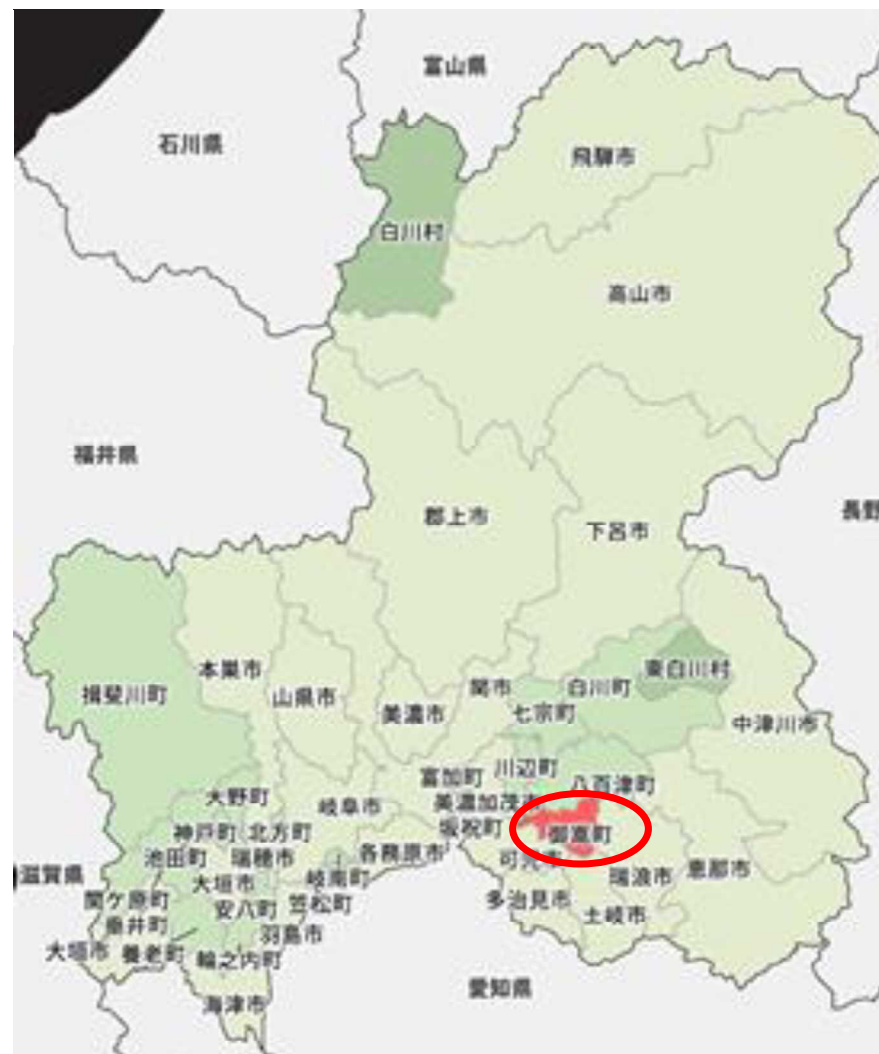 富山県
石川県
飛騨市
白川村
高山市
福井県
長野
郡上市
下呂市
本巣市
東白川村
揖斐川町
山県市
関市
白川町
美濃市
七宗町
中津川市
富加町
川辺町
八百津町
大野町
岐阜市
美濃加茂市
神戸町
北方町
坂祝町
御嵩町
池田町
瑞穂市
各務原市
可児市
滋賀県
大垣市
岐南町
瑞浪市
恵那市
関ケ原町
安八町
笠松町
多治見市
垂井町
羽島市
土岐市
大垣市
養老町
輪之内町
愛知県
海津市